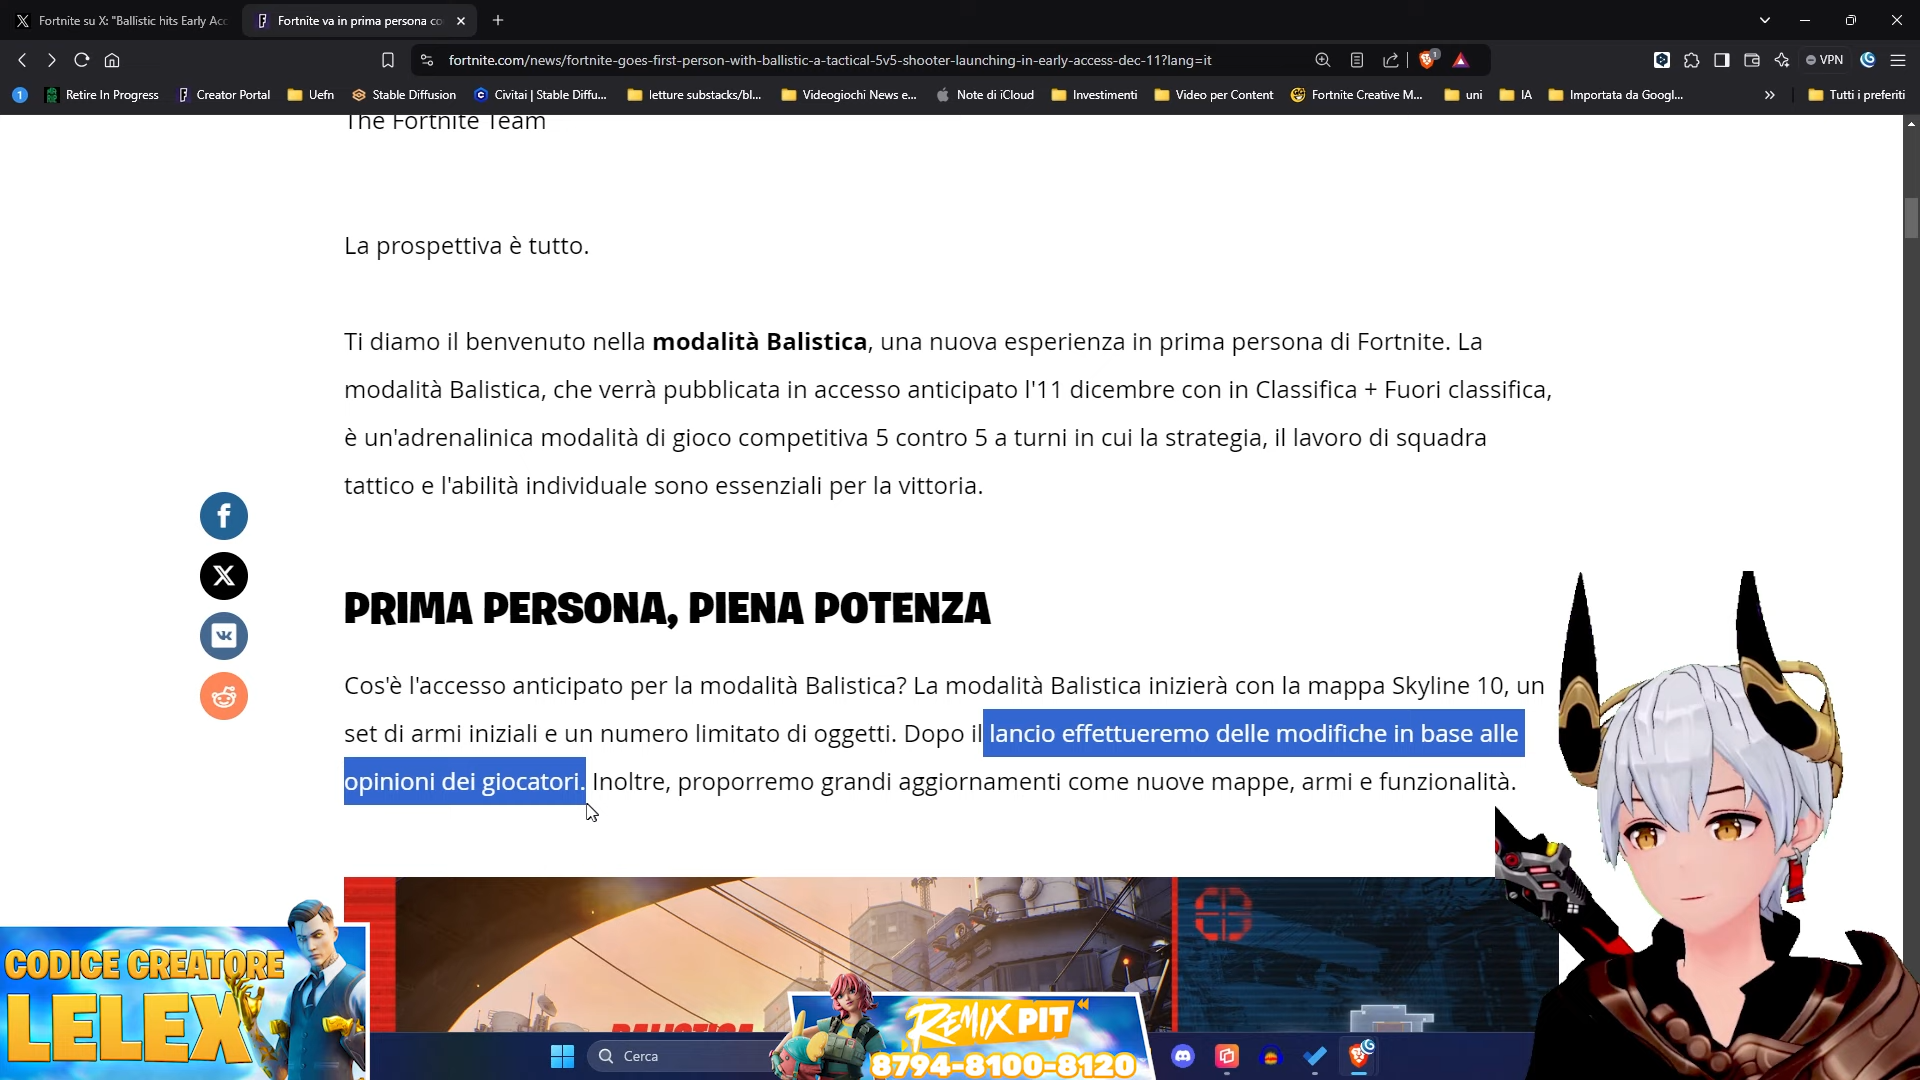 Fortnite su X: "Ballistic hits Early Acc
Fortnite va in prima persona co
fortnite.com/news/fortnite-goes-first-person-with-ballistic-a-tactical-5v5-shooter-launching-in-early-access-dec-11?lang=it
1
VPN
1
Retire In Progress
Creator Portal
Uefn
Stable Diffusion
Civitai | Stable Diffu...
letture substacks/bl...
Videogiochi News e...
Note di iCloud
Investimenti
Video per Content
Fortnite Creative M...
uni
IA
Importata da Googl...
Tutti i preferiti
The Fortnite Team
La prospettiva è tutto.
Ti diamo il benvenuto nella modalità Balistica, una nuova esperienza in prima persona di Fortnite. La
modalità Balistica, che verrà pubblicata in accesso anticipato l'11 dicembre con in Classifica + Fuori classifica,
è un'adrenalinica modalità di gioco competitiva 5 contro 5 a turni in cui la strategia, il lavoro di squadra
tattico e l'abilità individuale sono essenziali per la vittoria.
PRIMA PERSONA, PIENA POTENZA
Cos'è l'accesso anticipato per la modalità Balistica? La modalità Balistica inizierà con la mappa Skyline 10, un
set di armi iniziali e un numero limitato di oggetti. Dopo il lancio effettueremo delle modifiche in base alle
opinioni dei giocatori. Inoltre, proporremo grandi aggiornamenti come nuove mappe, armi e funzionalità.
BALISTICA
CODICE CREATORE
LELEX
REMIX PIT
8794-8100-8120
Cerca